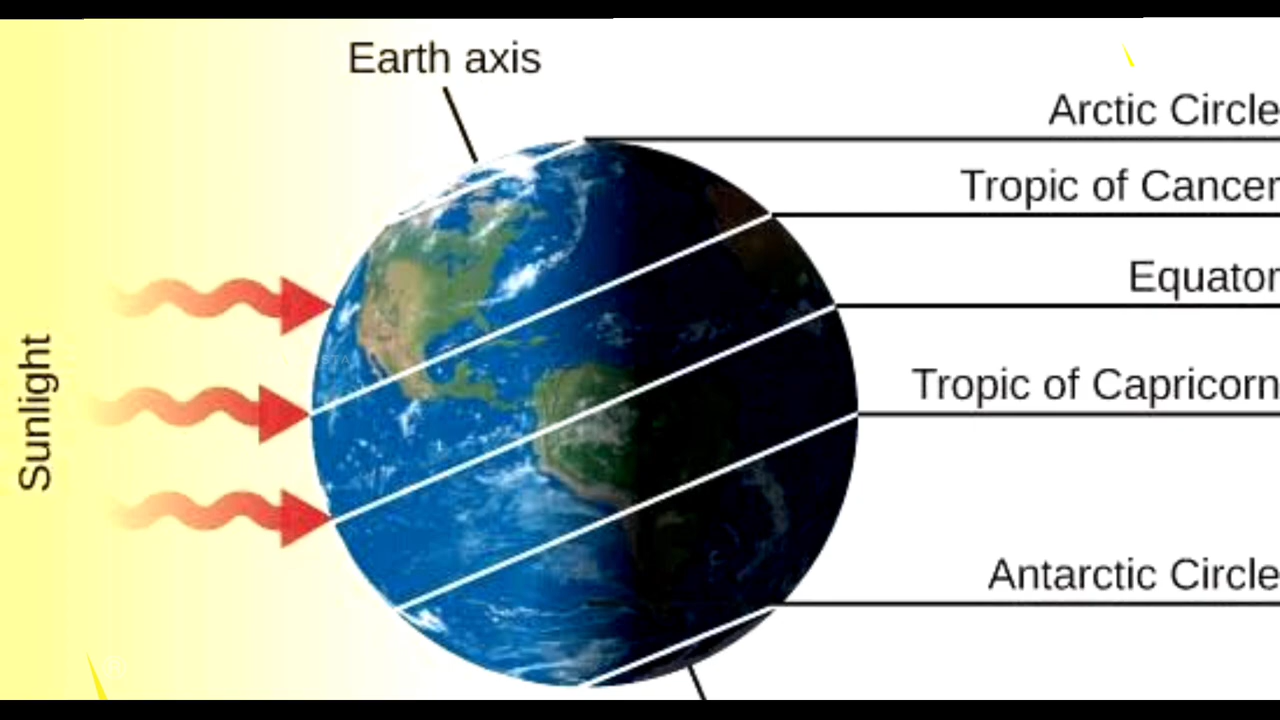 Earth axis
Arctic Circle
Tropic of Cancer
Equator
Sunlight
Tropic of Capricorn
Antarctic Circle